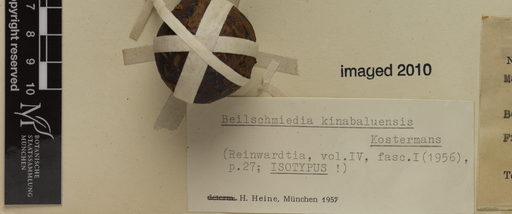 copyright reserved
7
8
9
10
BOTANISCHE
STAATSSAMMLUNG
MÜNCHEN
imaged 2010
Beilschmiedia kinabaluensis
Kostermans
(Reinwardtia, vol.IV, fasc.I(1956),
p.27; ISOTYPUS !)
determ. H. Heine, München 1957